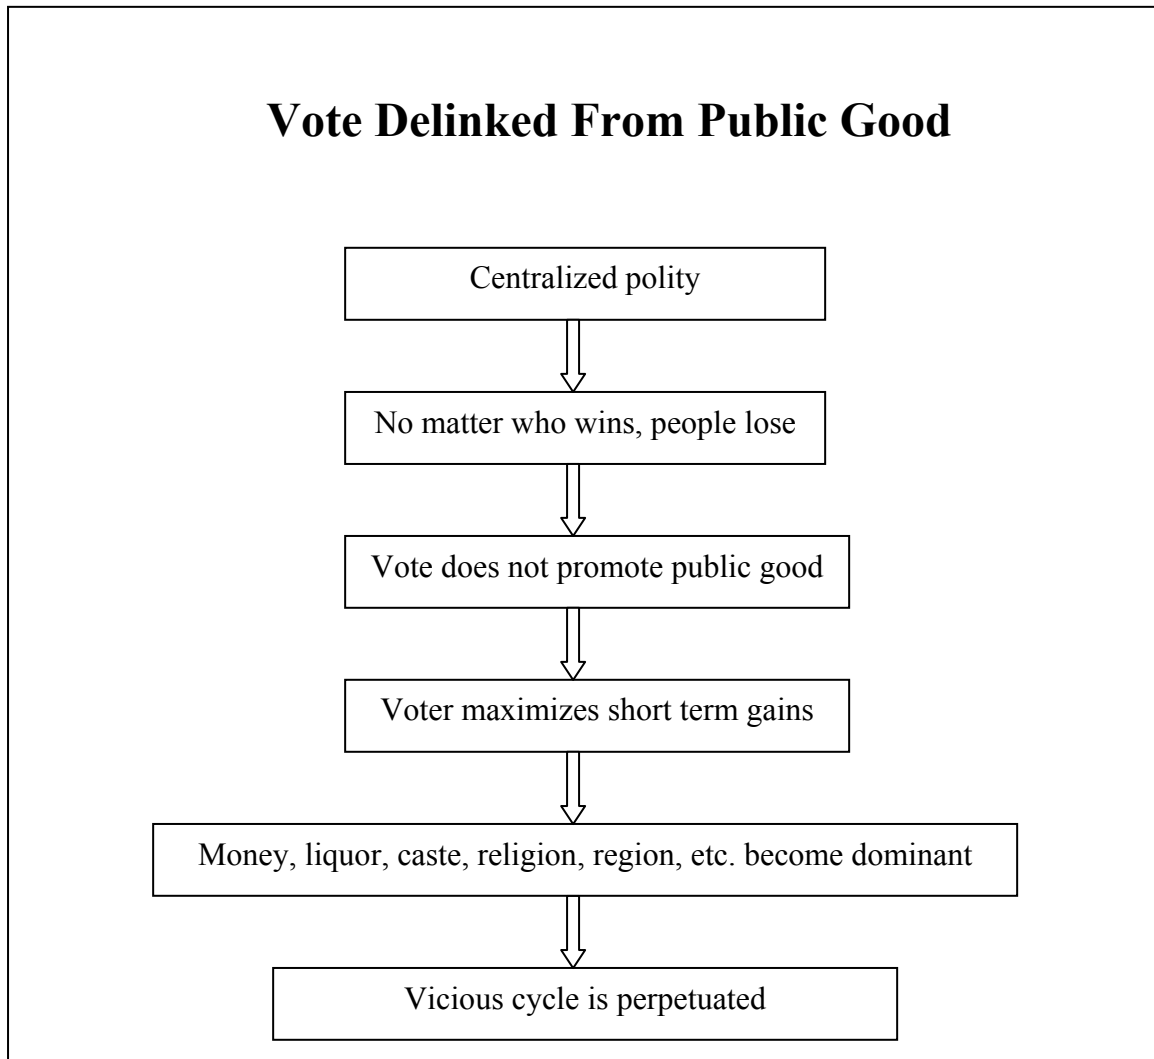 Vote Delinked From Public Good
Centralized polity
No matter who wins, people lose
Vote does not promote public good
Voter maximizes short term gains
Money, liquor, caste, religion, region, etc. become dominant
Vicious cycle is perpetuated